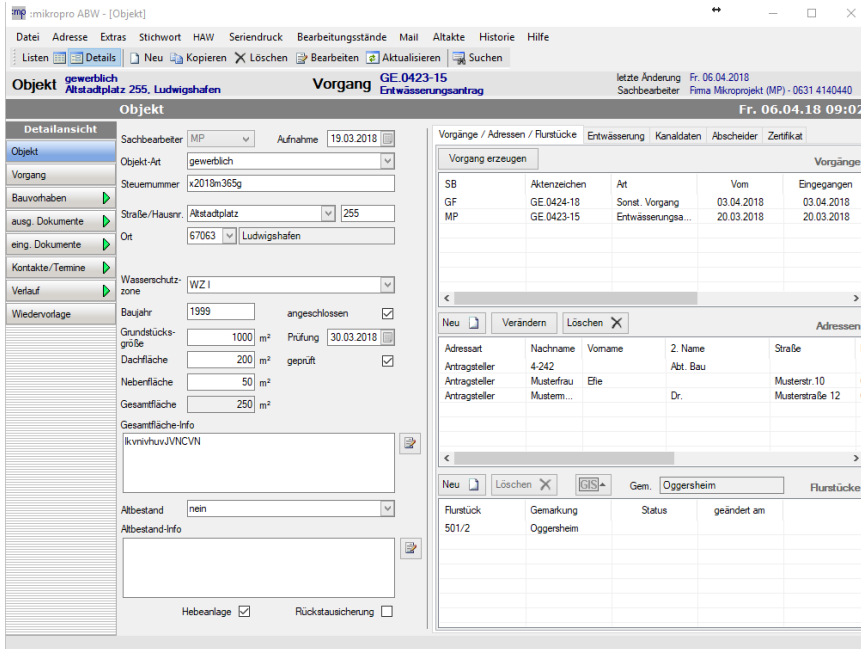 :mp :mikropro ABW - [Objekt]
Datei Adresse Extras Stichwort HAW Seriendruck Bearbeitungsstände Mail Altakte Historie Hilfe
Listen Details Neu Kopieren Löschen Bearbeiten Aktualisieren Suchen
Objekt gewerblich
Altstadtplatz 255, Ludwigshafen
Vorgang GE.0423-15
Entwässerungsantrag
letzte Änderung Fr. 06.04.2018
Sachbearbeiter Firma Mikroprojekt (MP) - 0631 4140440
Objekt Fr. 06.04.18 09:02
Detailansicht
Objekt
Vorgang
Bauvorhaben
ausg. Dokumente
eing. Dokumente
Kontakte/Termine
Verlauf
Wiedervorlage
Sachbearbeiter MP Aufnahme 19.03.2018
Objekt-Art gewerblich
Steuernummer x2018m365g
Straße/Hausnr. Altstadtplatz 255
Ort 67063 Ludwigshafen
Wasserschutz-
zone WZ I
Baujahr 1999 angeschlossen
Grundstücks-
größe 1000 m² Prüfung 30.03.2018
Dachfläche 200 m² geprüft
Nebenfläche 50 m²
Gesamtfläche 250 m²
Gesamtfläche-Info
lkvnivhuvJVNCVN
Altbestand nein
Altbestand-Info
Hebeanlage Rückstausicherung
Vorgänge / Adressen / Flurstücke Entwässerung Kanaldaten Abscheider Zertifikat
Vorgang erzeugen Vorgänge
SB Aktenzeichen Art Vom Eingegangen
GF GE.0424-18 Sonst. Vorgang 03.04.2018 03.04.2018
MP GE.0423-15 Entwässerungsa... 20.03.2018 20.03.2018
Neu Verändern Löschen Adressen
Adressart Nachname Vorname 2. Name Straße
Antragsteller 4-242 Abt. Bau
Antragsteller Musterfrau Efie Musterstr.10
Antragsteller Musterm... Dr. Musterstraße 12
Neu Löschen GIS Gem. Oggersheim Flurstücke
Flurstück Gemarkung Status geändert am
501/2 Oggersheim